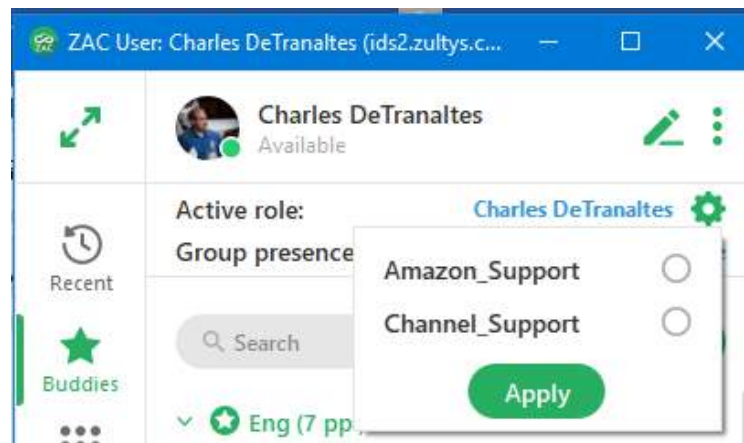 ZAC User: Charles DeTranaltes (ids2.zultys.c...
Charles DeTranaltes
Available
Active role:
Charles DeTranaltes
Group presence
Recent
Amazon_Support
Channel_Support
Search
Buddies
Apply
Eng (7 pp